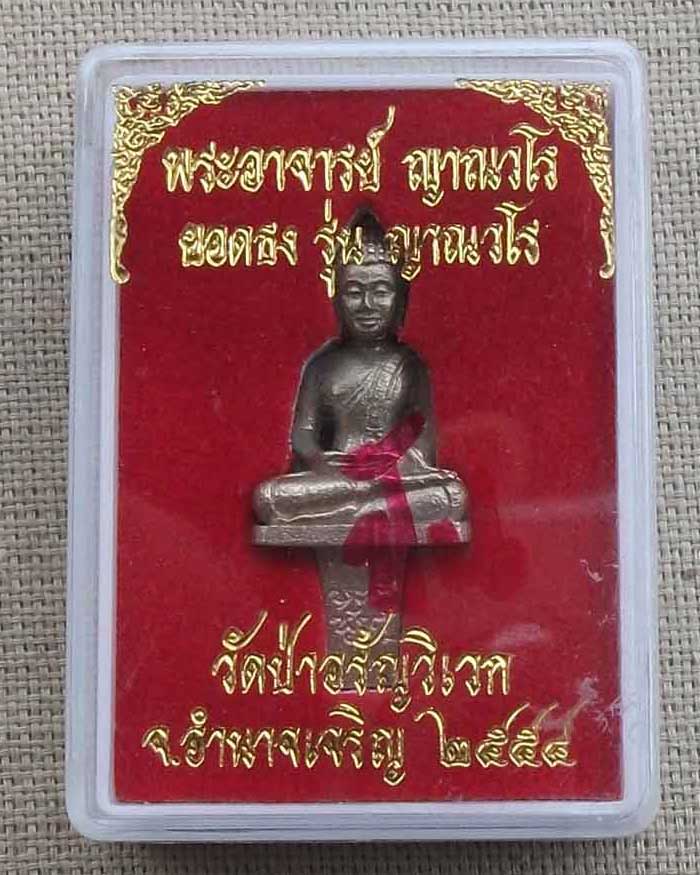 พระอาจารย์ ญาณวโร
ยอดธง รุ่น ญาณวโร
วัดป่าอรัญวิเวก
จ.อำนาจเจริญ ๒๕๕๔